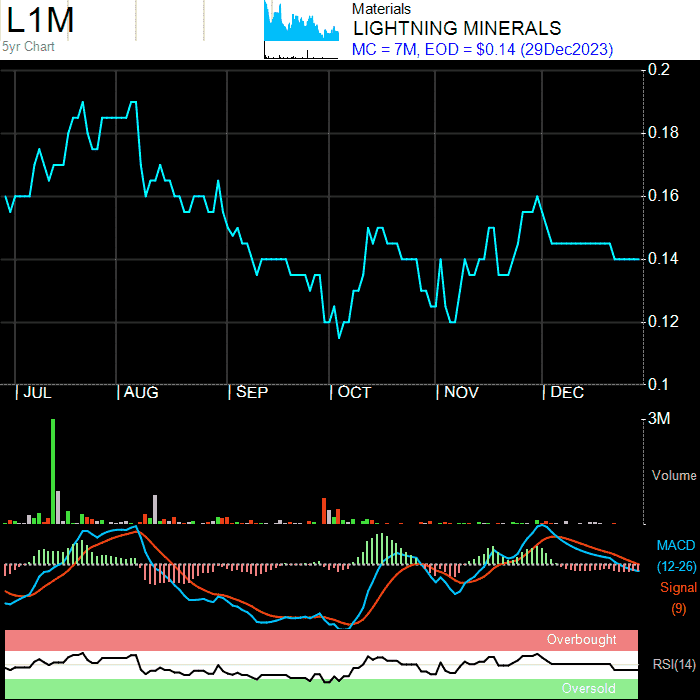 L1M
5yr Chart
Materials
LIGHTNING MINERALS
MC = 7M, EOD = $0.14 (29Dec2023)
0.2
0.18
0.16
0.14
0.12
0.1
JUL AUG SEP OCT NOV DEC
3M
Volume
MACD
(12-26)
Signal
(9)
Overbought
RSI(14)
Oversold